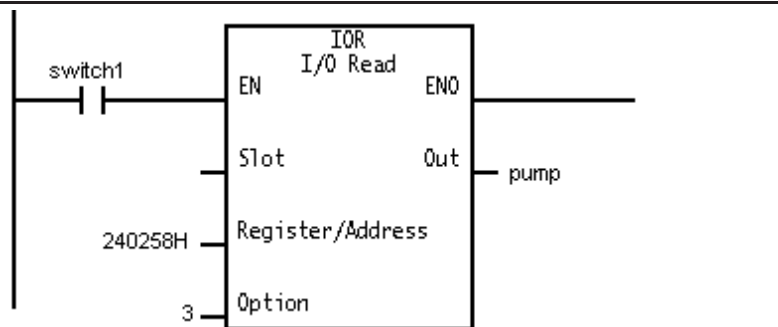 IOR
I/O Read
switch1
EN ENO
Slot Out
pump
240258H Register/Address
3 Option